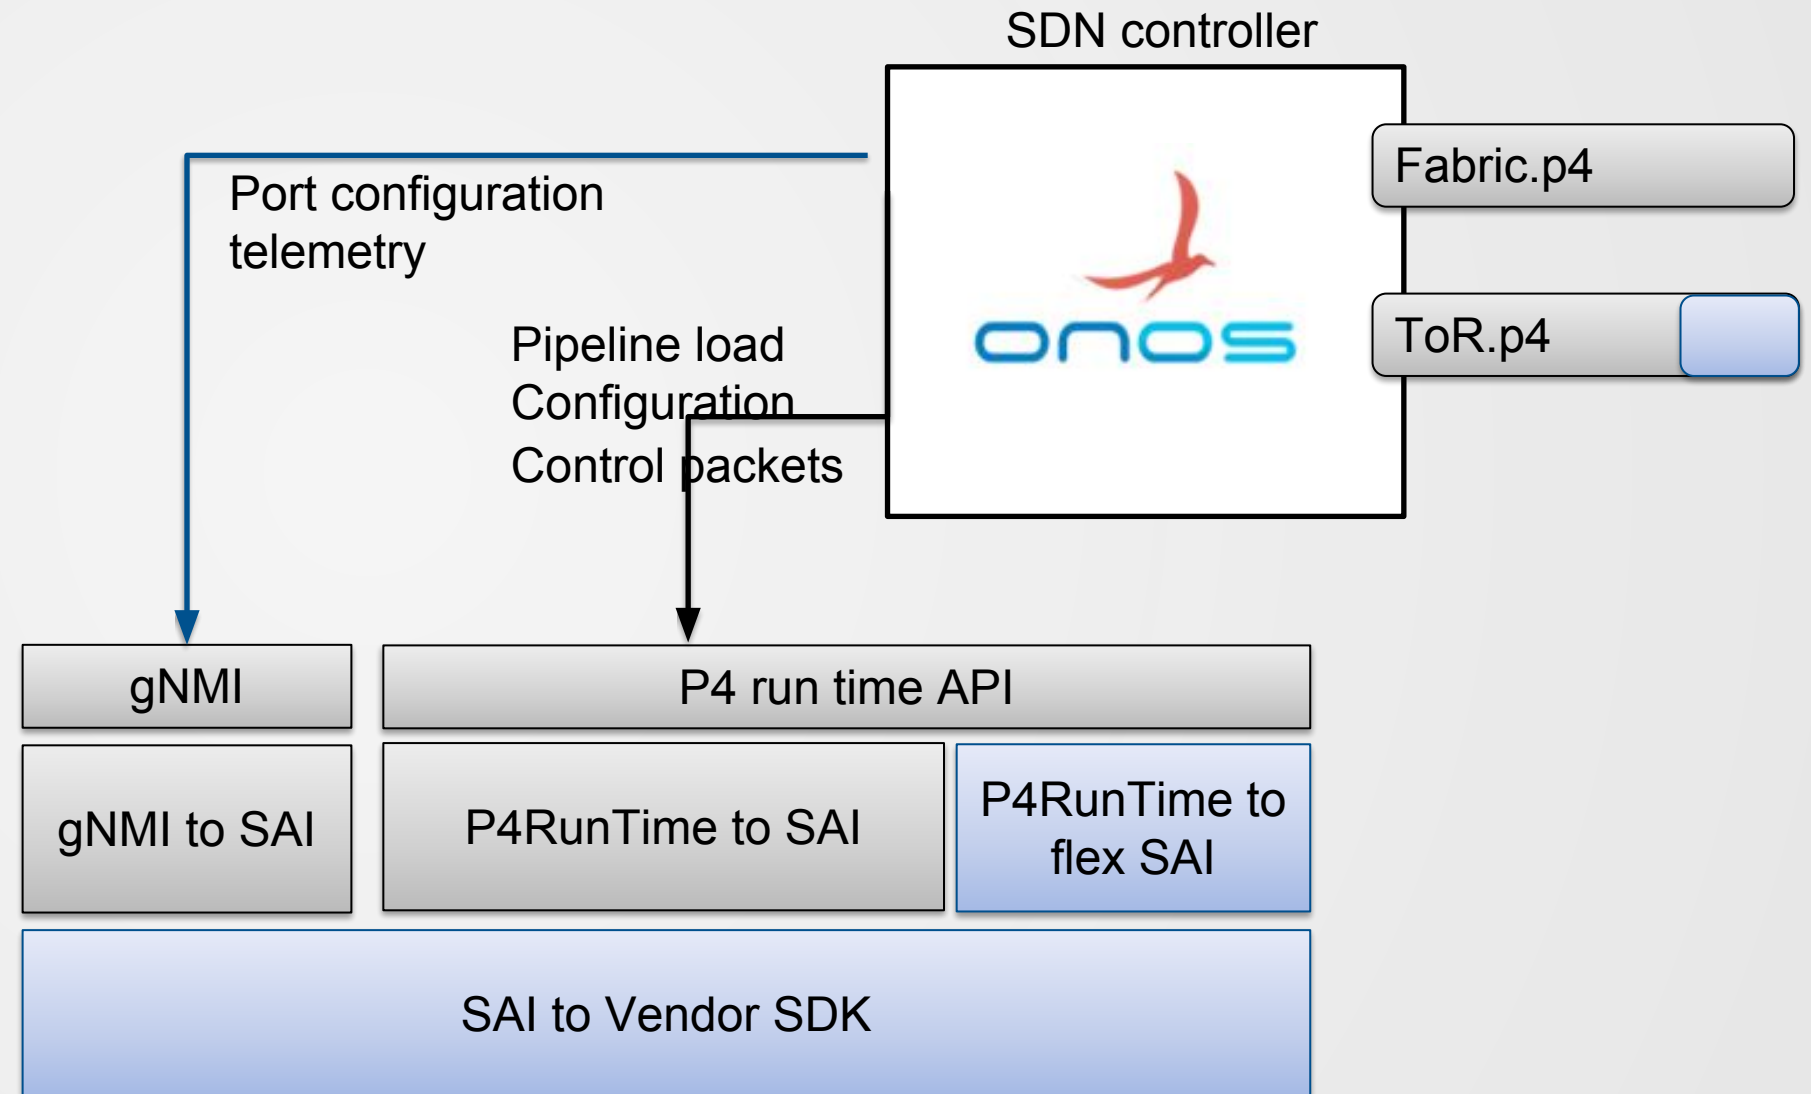 SDN controller
Port configuration
telemetry
Pipeline load
Configuration
Control packets
onos
Fabric.p4
ToR.p4
gNMI
P4 run time API
gNMI to SAI
P4RunTime to SAI
P4RunTime to
flex SAI
SAI to Vendor SDK